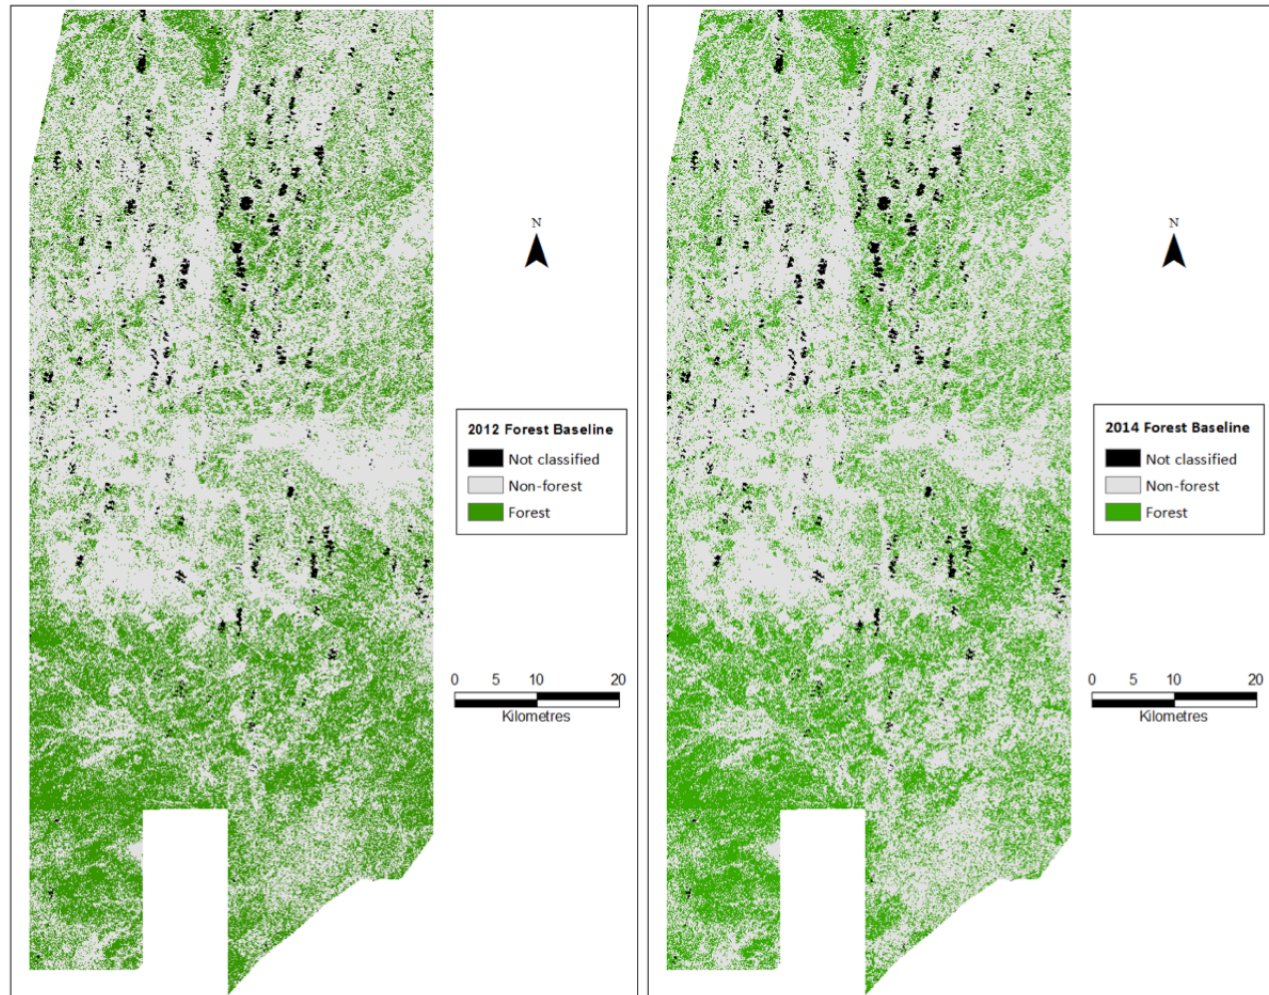 N
2012 Forest Baseline
Not classified
Non-forest
Forest
0 5 10 20
Kilometres
N
2014 Forest Baseline
Not classified
Non-forest
Forest
0 5 10 20
Kilometres